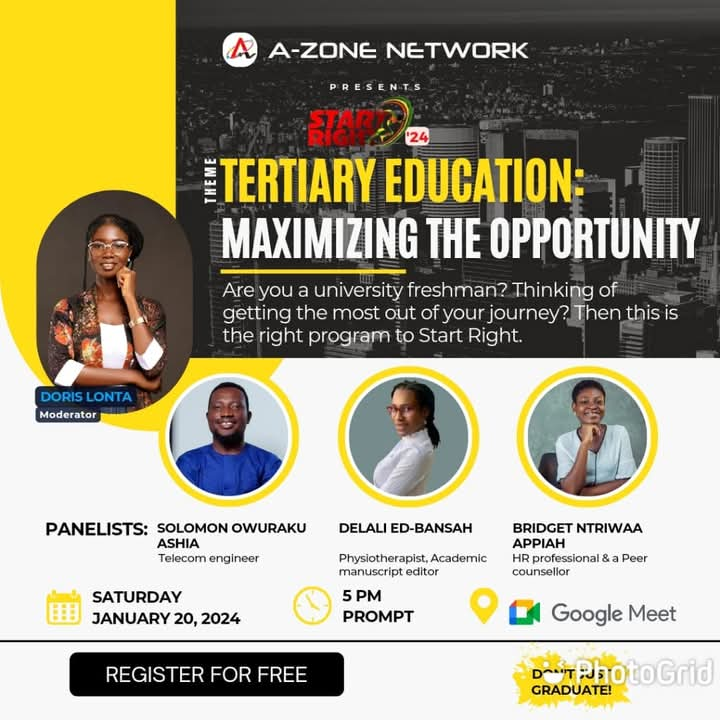 A-ZONE NETWORK
PRESENTS
START
RIGHT
'24
THEME
TERTIARY EDUCATION:
MAXIMIZING THE OPPORTUNITY
Are you a university freshman? Thinking of
getting the most out of your journey? Then this is
the right program to Start Right.
DORIS LONTA
Moderator
PANELISTS:
SOLOMON OWURAKU
ASHIA
Telecom engineer
DELALI ED-BANSAH
Physiotherapist, Academic
manuscript editor
BRIDGET NTRIWAA
APPIAH
HR professional & a Peer
counsellor
SATURDAY
JANUARY 20, 2024
5 PM
PROMPT
Google Meet
REGISTER FOR FREE
DON'T JUST
GRADUATE!
PhotoGrid